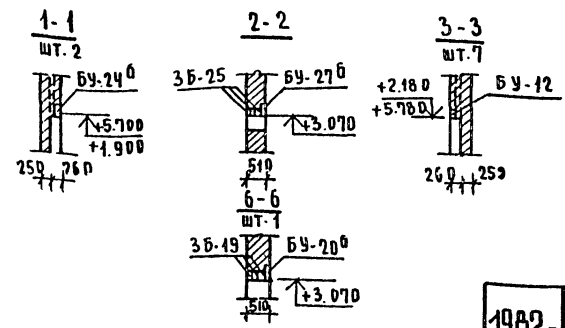 1-1
шт. 2
БУ-24б
+5.700
+1.900
250 260
2-2
3Б-25 БУ-27б
+3.070
510
3-3
шт. 7
+2.180
+5.780
БУ-12
260 250
6-6
шт. 1
3Б-19 БУ-20б
+3.070
510
1982.